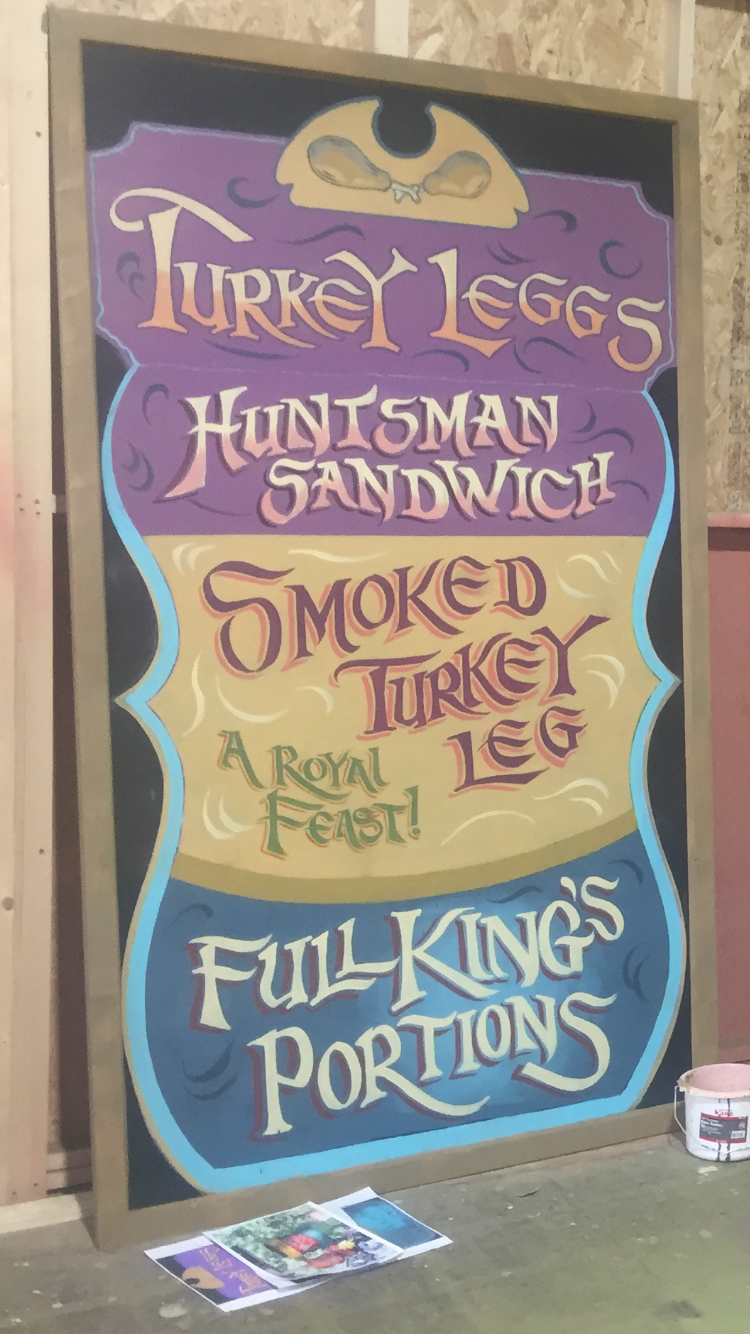 TURKEY LEGGS
HUNTSMAN
SANDWICH
SMOKED
TURKEY
LEG
A ROYAL
FEAST!
FULL KING'S
PORTIONS